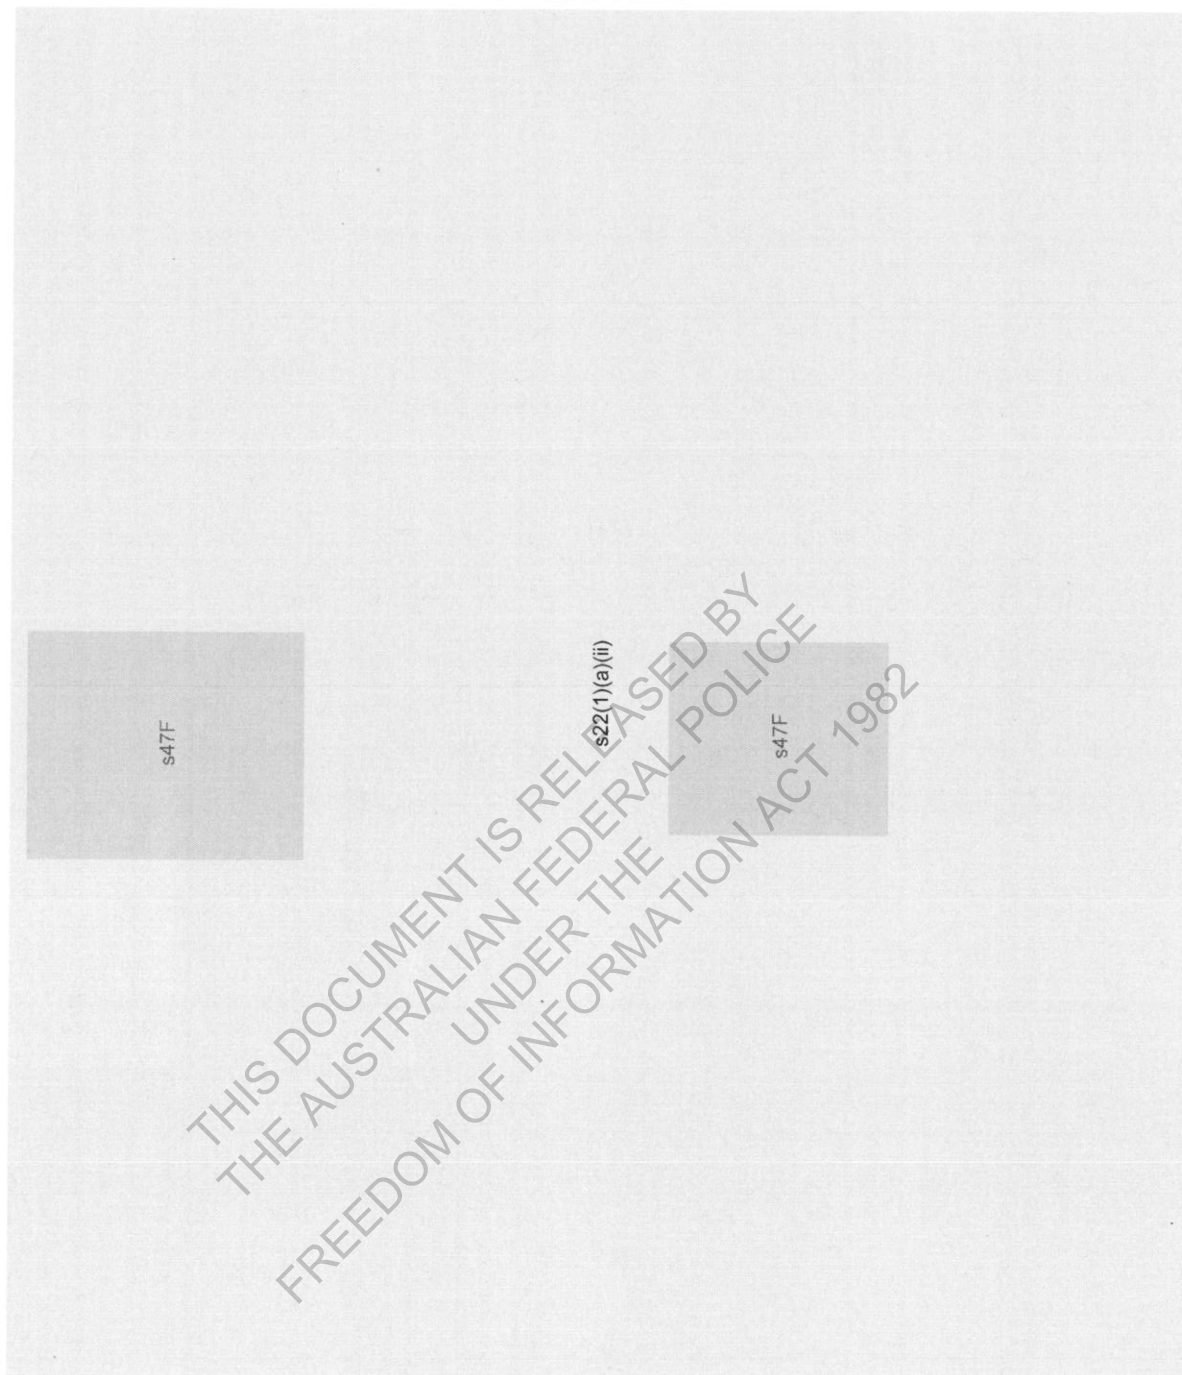 s47F
s22(1)(a)(ii)
s47F
THIS DOCUMENT IS RELEASED BY
THE AUSTRALIAN FEDERAL POLICE
UNDER THE
FREEDOM OF INFORMATION ACT 1982